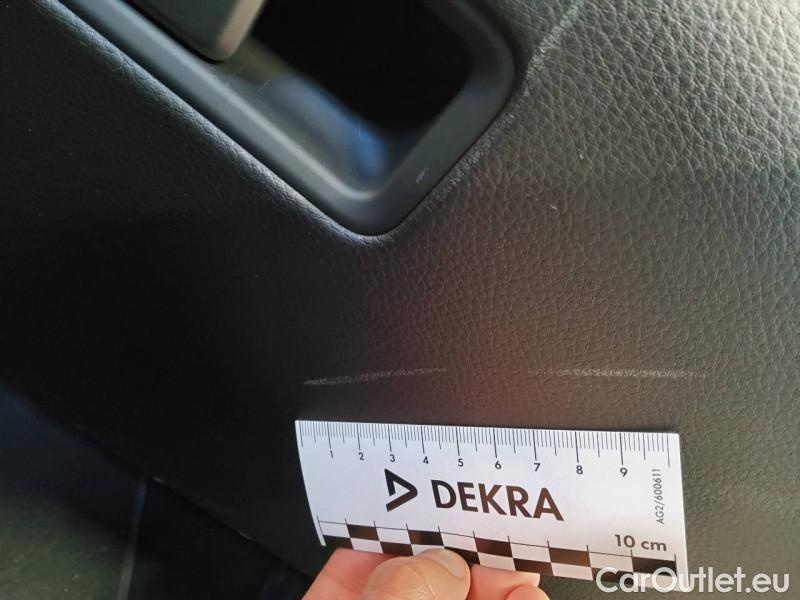 1 2 3 4 5 6 7 8 9
DEKRA
AG2/600611
10 cm
CarOutlet.eu